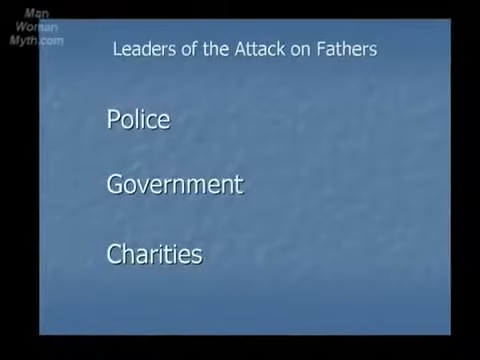 Man
Woman
Myth.com
Leaders of the Attack on Fathers
Police
Government
Charities